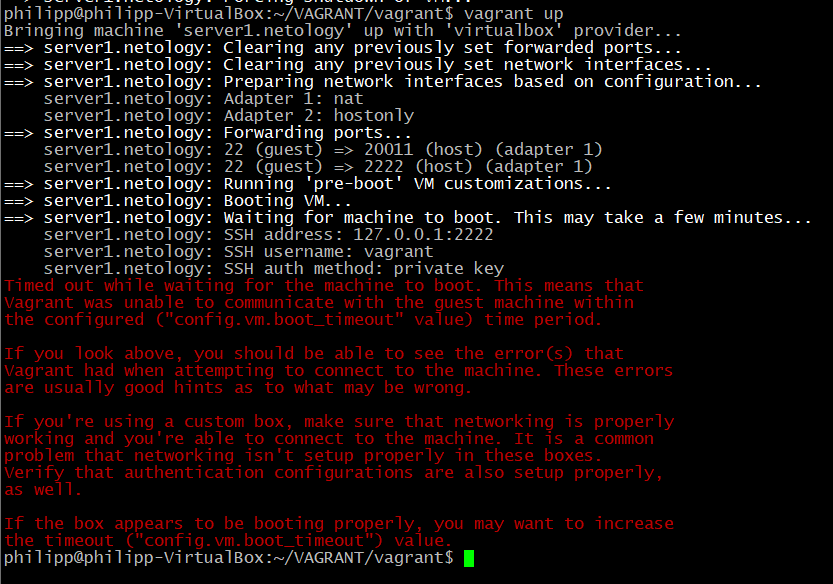 philipp@philipp-VirtualBox:~/VAGRANT/vagrant$ vagrant up
Bringing machine 'server1.netology' up with 'virtualbox' provider...
==> server1.netology: Clearing any previously set forwarded ports...
==> server1.netology: Clearing any previously set network interfaces...
==> server1.netology: Preparing network interfaces based on configuration...
    server1.netology: Adapter 1: nat
    server1.netology: Adapter 2: hostonly
==> server1.netology: Forwarding ports...
    server1.netology: 22 (guest) => 20011 (host) (adapter 1)
    server1.netology: 22 (guest) => 2222 (host) (adapter 1)
==> server1.netology: Running 'pre-boot' VM customizations...
==> server1.netology: Booting VM...
==> server1.netology: Waiting for machine to boot. This may take a few minutes...
    server1.netology: SSH address: 127.0.0.1:2222
    server1.netology: SSH username: vagrant
    server1.netology: SSH auth method: private key
Timed out while waiting for the machine to boot. This means that
Vagrant was unable to communicate with the guest machine within
the configured ("config.vm.boot_timeout" value) time period.

If you look above, you should be able to see the error(s) that
Vagrant had when attempting to connect to the machine. These errors
are usually good hints as to what may be wrong.

If you're using a custom box, make sure that networking is properly
working and you're able to connect to the machine. It is a common
problem that networking isn't setup properly in these boxes.
Verify that authentication configurations are also setup properly,
as well.

If the box appears to be booting properly, you may want to increase
the timeout ("config.vm.boot_timeout") value.
philipp@philipp-VirtualBox:~/VAGRANT/vagrant$